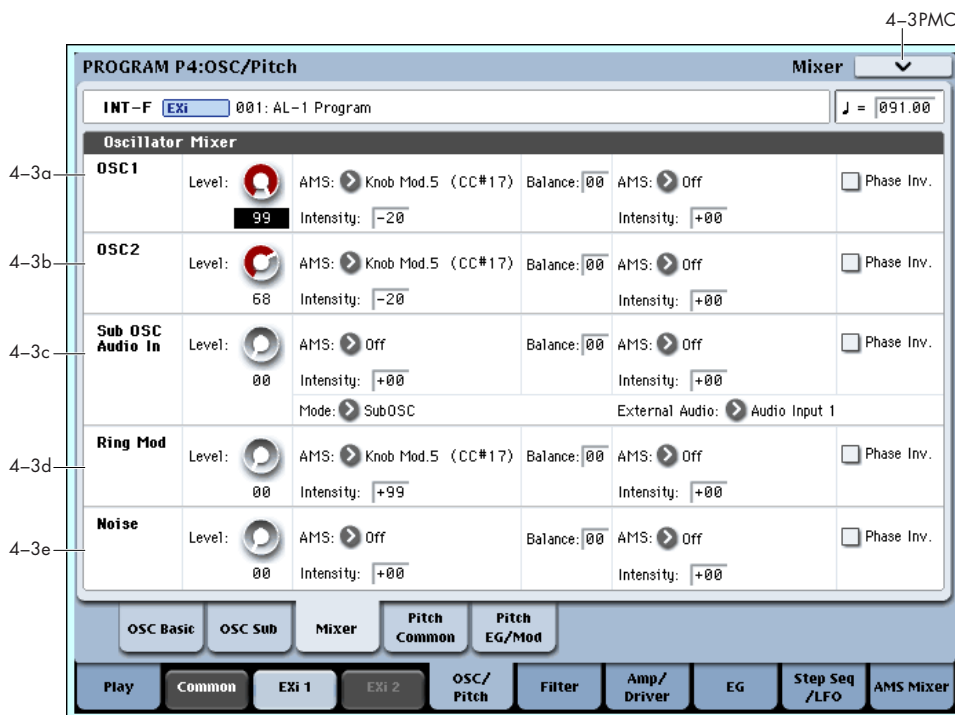 4–3PMC
PROGRAM P4:OSC/Pitch Mixer
INT-F EXi 001: AL-1 Program ♩ = 091.00
Oscillator Mixer
4–3a OSC1 Level: AMS: Knob Mod.5 (CC#17) Balance: 00 AMS: Off Phase Inv.
99 Intensity: -20 Intensity: +00
4–3b OSC2 Level: AMS: Knob Mod.5 (CC#17) Balance: 00 AMS: Off Phase Inv.
68 Intensity: -20 Intensity: +00
4–3c Sub OSC
Audio In Level: AMS: Off Balance: 00 AMS: Off Phase Inv.
00 Intensity: +00 Intensity: +00
Mode: SubOSC External Audio: Audio Input 1
4–3d Ring Mod Level: AMS: Knob Mod.5 (CC#17) Balance: 00 AMS: Off Phase Inv.
00 Intensity: +99 Intensity: +00
4–3e Noise Level: AMS: Off Balance: 00 AMS: Off Phase Inv.
00 Intensity: +00 Intensity: +00
OSC Basic OSC Sub Mixer Pitch Common Pitch EG/Mod
Play Common EXi 1 EXi 2 OSC/Pitch Filter Amp/Driver EG Step Seq/LFO AMS Mixer